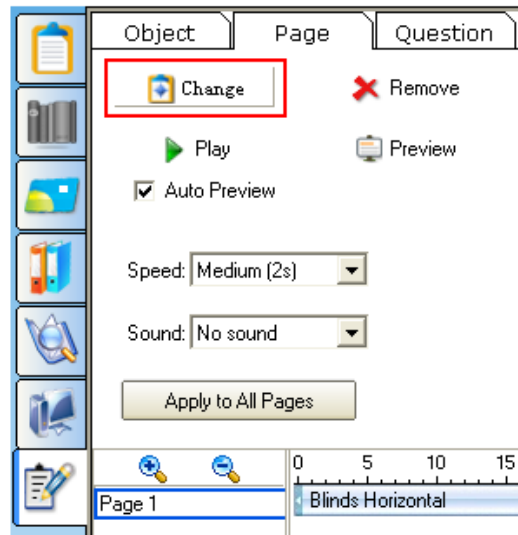 Object Page Question
Change Remove
Play Preview
Auto Preview
Speed: Medium (2s)
Sound: No sound
Apply to All Pages
0 5 10 15
Page 1 Blinds Horizontal